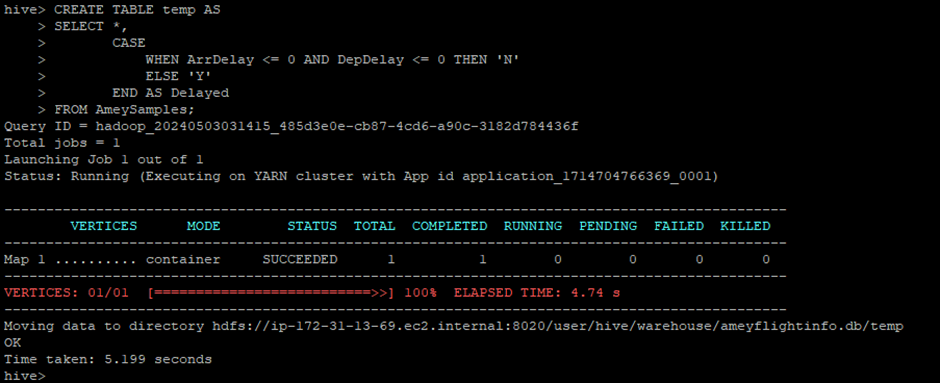 hive> CREATE TABLE temp AS
    > SELECT *,
    >        CASE
    >            WHEN ArrDelay <= 0 AND DepDelay <= 0 THEN 'N'
    >            ELSE 'Y'
    >        END AS Delayed
    > FROM AmeySamples;
Query ID = hadoop_20240503031415_485d3e0e-cb87-4cd6-a90c-3182d784436f
Total jobs = 1
Launching Job 1 out of 1
Status: Running (Executing on YARN cluster with App id application_1714704766369_0001)
----------------------------------------------------------------------------------------------
        VERTICES      MODE        STATUS  TOTAL  COMPLETED  RUNNING  PENDING  FAILED  KILLED
----------------------------------------------------------------------------------------------
Map 1 .......... container     SUCCEEDED      1          1        0        0       0       0
----------------------------------------------------------------------------------------------
VERTICES: 01/01  [==========================>>] 100%  ELAPSED TIME: 4.74 s
----------------------------------------------------------------------------------------------
Moving data to directory hdfs://ip-172-31-13-69.ec2.internal:8020/user/hive/warehouse/ameyflightinfo.db/temp
OK
Time taken: 5.199 seconds
hive>